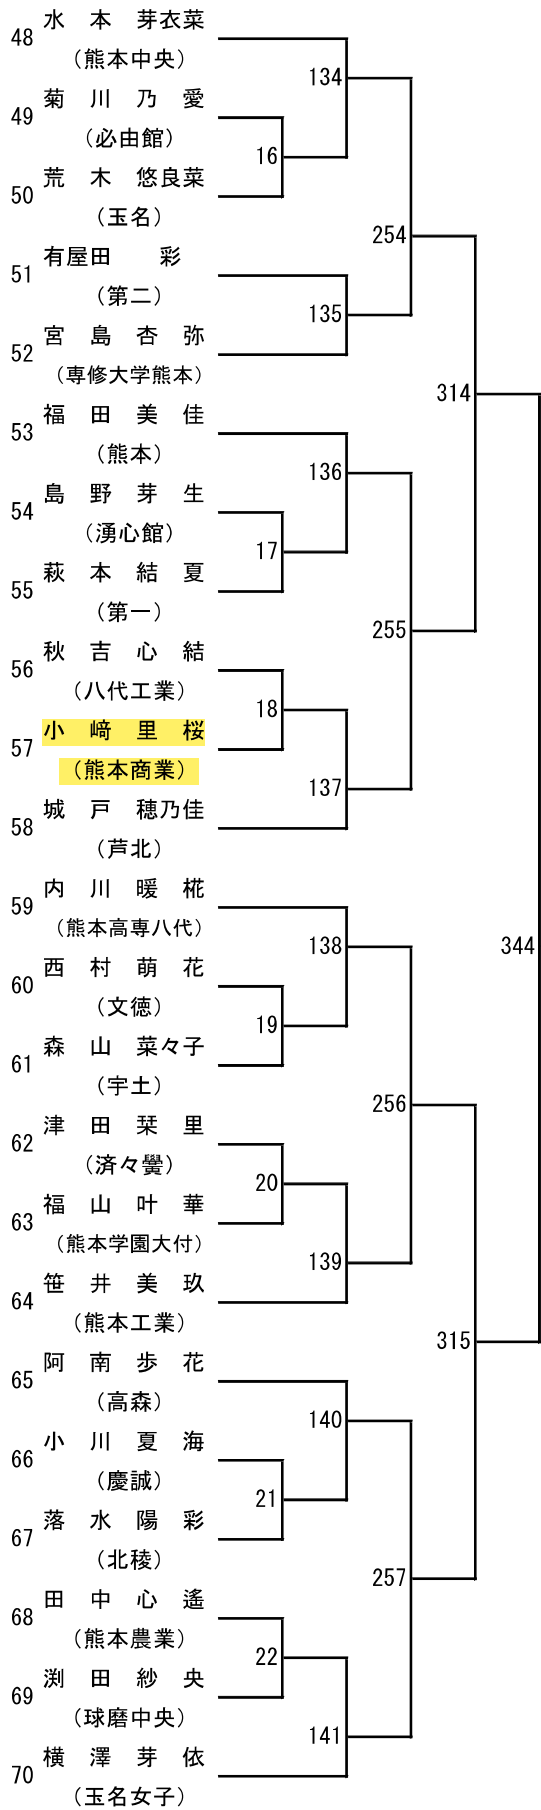 48 水本 芽衣菜
(熊本中央)
49 菊川 乃愛
(必由館)
50 荒木 悠良菜
(玉名)
51 有屋田 彩
(第二)
52 宮島 杏弥
(専修大学熊本)
53 福田 美佳
(熊本)
54 島野 芽生
(湧心館)
55 萩本 結夏
(第一)
56 秋吉 心結
(八代工業)
57 小﨑 里桜
(熊本商業)
58 城戸 穂乃佳
(芦北)
59 内川 暖椛
(熊本高専八代)
60 西村 萌花
(文徳)
61 森山 菜々子
(宇土)
62 津田 栞里
(済々黌)
63 福山 叶華
(熊本学園大付)
64 笹井 美玖
(熊本工業)
65 阿南 歩花
(高森)
66 小川 夏海
(慶誠)
67 落水 陽彩
(北稜)
68 田中 心遙
(熊本農業)
69 渕田 紗央
(球磨中央)
70 横澤 芽依
(玉名女子)
16
17
18
19
20
21
22
134
135
136
137
138
139
140
141
254
255
256
257
314
315
344